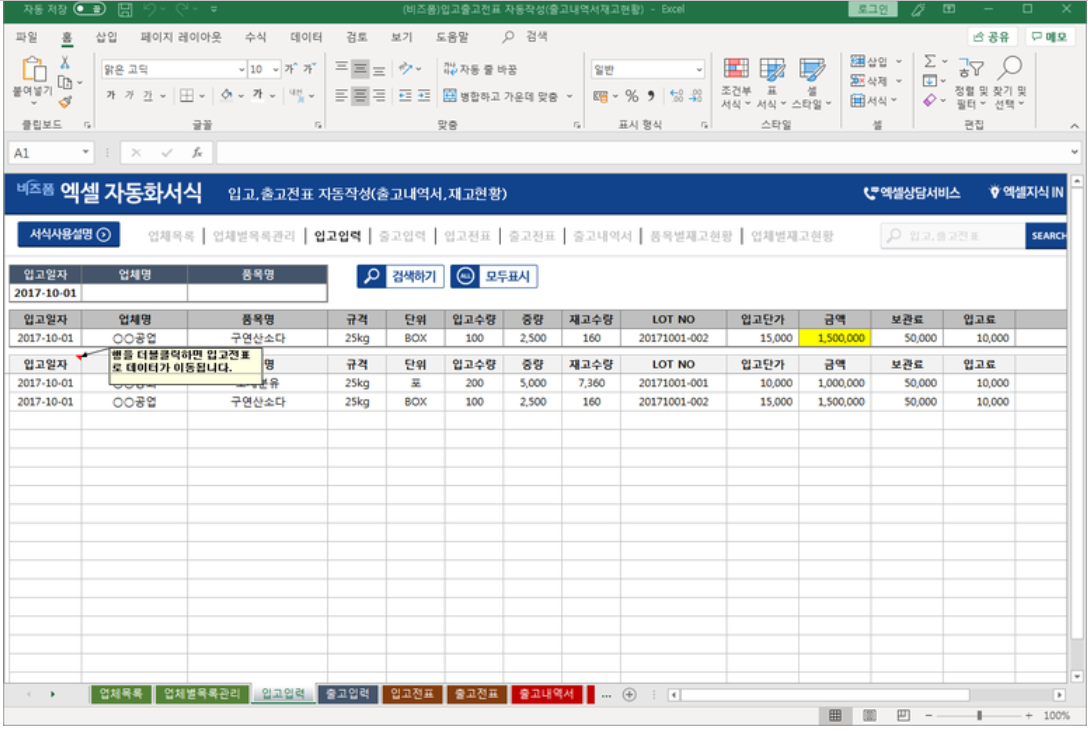 자동 저장 (비즈폼)입고출고전표 자동작성(출고내역서재고현황) - Excel 로그인
파일 홈 삽입 페이지 레이아웃 수식 데이터 검토 보기 도움말 검색 공유 메모
붙여넣기 맑은 고딕 10 가 가 자동 줄 바꿈 일반 조건부 서식 표 서식 셀 스타일 삽입 삭제 서식 정렬 및 필터 찾기 및 선택
가 가 가 가 병합하고 가운데 맞춤 %
클립보드 글꼴 맞춤 표시 형식 스타일 셀 편집
A1 fx
비즈폼 엑셀 자동화서식 입고,출고전표 자동작성(출고내역서,재고현황) 엑셀상담서비스 엑셀지식 IN
서식사용설명 업체목록 | 업체별목록관리 | 입고입력 | 출고입력 | 입고전표 | 출고전표 | 출고내역서 | 품목별재고현황 | 업체별재고현황 입고,출고전표 SEARCH
입고일자 업체명 품목명 검색하기 ALL 모두표시
2017-10-01
입고일자 업체명 품목명 규격 단위 입고수량 중량 재고수량 LOT NO 입고단가 금액 보관료 입고료
2017-10-01 ○○공업 구연산소다 25kg BOX 100 2,500 160 20171001-002 15,000 1,500,000 50,000 10,000
입고일자 행을 더블클릭하면 입고전표 명 규격 단위 입고수량 중량 재고수량 LOT NO 입고단가 금액 보관료 입고료
로 데이터가 이동됩니다.
2017-10-01 25kg 포 200 5,000 7,360 20171001-001 10,000 1,000,000 50,000 10,000
2017-10-01 ○○공업 구연산소다 25kg BOX 100 2,500 160 20171001-002 15,000 1,500,000 50,000 10,000
업체목록 업체별목록관리 입고입력 출고입력 입고전표 출고전표 출고내역서 ...
100%